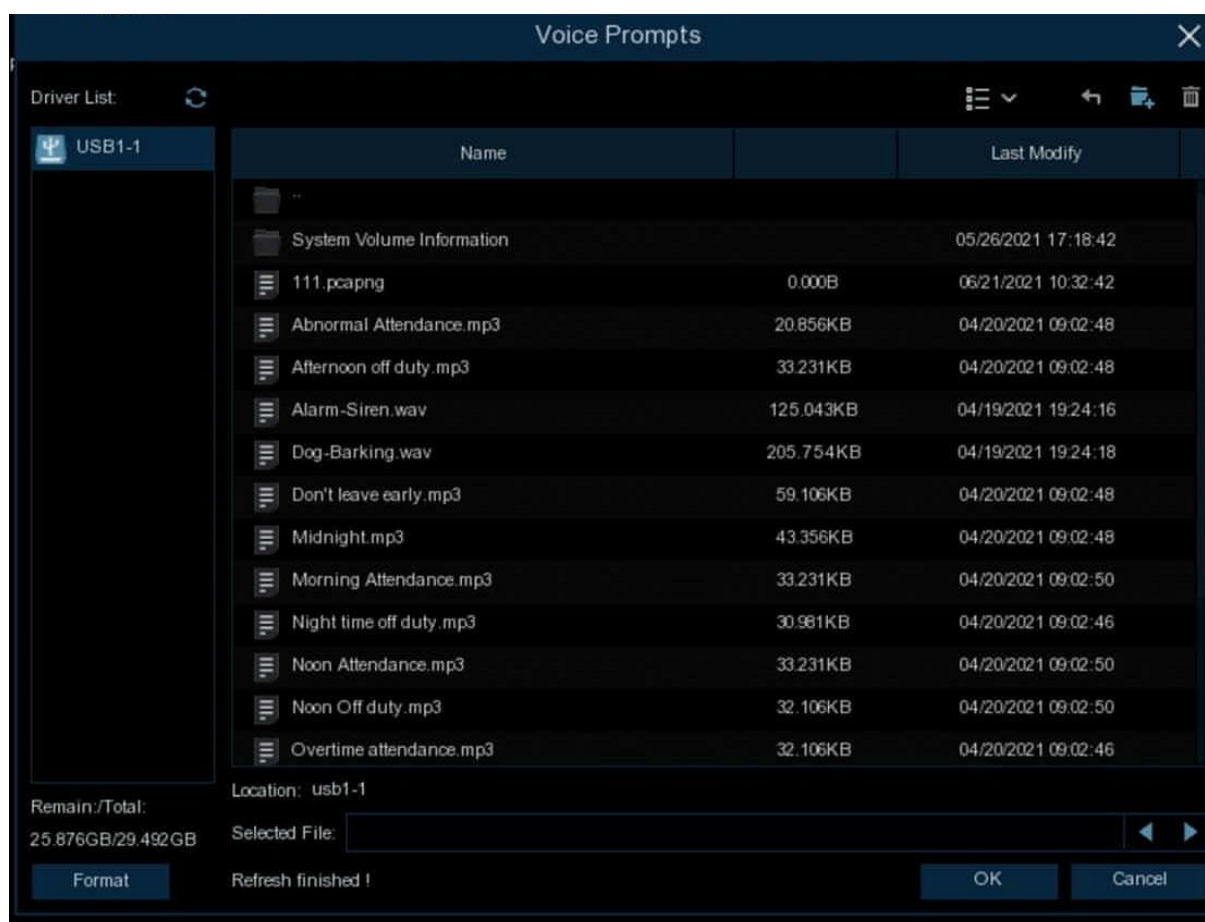 Voice Prompts
Driver List:
USB1-1
Name Last Modify
..
System Volume Information 05/26/2021 17:18:42
111.pcapng 0.000B 06/21/2021 10:32:42
Abnormal Attendance.mp3 20.856KB 04/20/2021 09:02:48
Afternoon off duty.mp3 33.231KB 04/20/2021 09:02:48
Alarm-Siren.wav 125.043KB 04/19/2021 19:24:16
Dog-Barking.wav 205.754KB 04/19/2021 19:24:18
Don't leave early.mp3 59.106KB 04/20/2021 09:02:48
Midnight.mp3 43.356KB 04/20/2021 09:02:48
Morning Attendance.mp3 33.231KB 04/20/2021 09:02:50
Night time off duty.mp3 30.981KB 04/20/2021 09:02:46
Noon Attendance.mp3 33.231KB 04/20/2021 09:02:50
Noon Off duty.mp3 32.106KB 04/20/2021 09:02:50
Overtime attendance.mp3 32.106KB 04/20/2021 09:02:46
Location: usb1-1
Remain:/Total:
25.876GB/29.492GB
Selected File:
Format
Refresh finished !
OK
Cancel